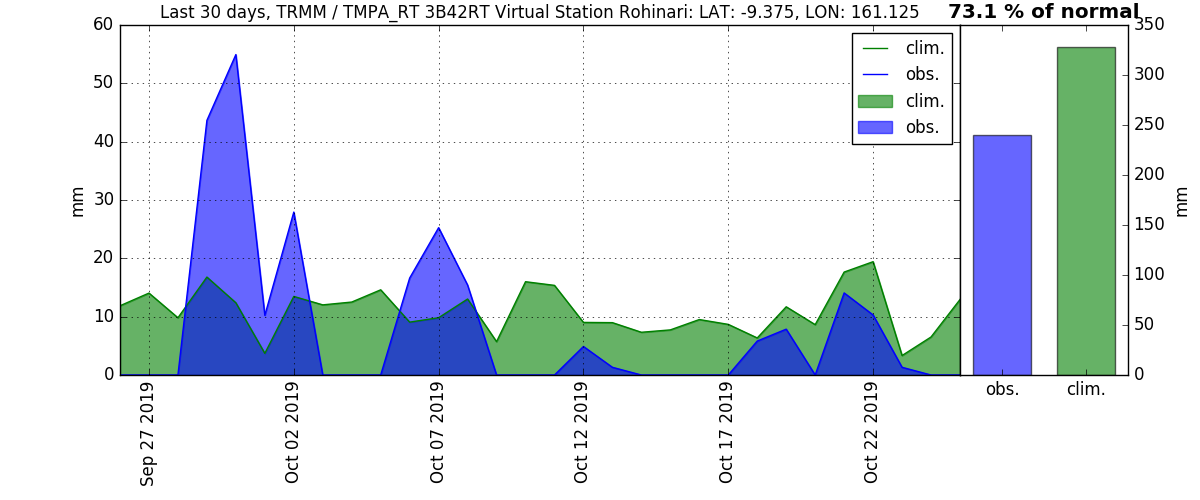 Last 30 days, TRMM / TMPA_RT 3B42RT Virtual Station Rohinari: LAT: -9.375, LON: 161.125
73.1 % of normal
60
50
40
30
20
10
0
mm
clim.
obs.
clim.
obs.
350
300
250
200
150
100
50
0
mm
Sep 27 2019
Oct 02 2019
Oct 07 2019
Oct 12 2019
Oct 17 2019
Oct 22 2019
obs.
clim.